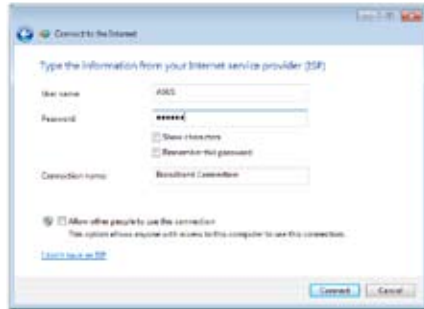 Connect to the Internet
Type the information from your Internet service provider (ISP)
User name
ASUS
Password
••••••
Show characters
Remember this password
Connection name
Broadband Connection
Allow other people to use this connection
This option allows anyone with access to this computer to use this connection.
I don't have an ISP
Connect
Cancel